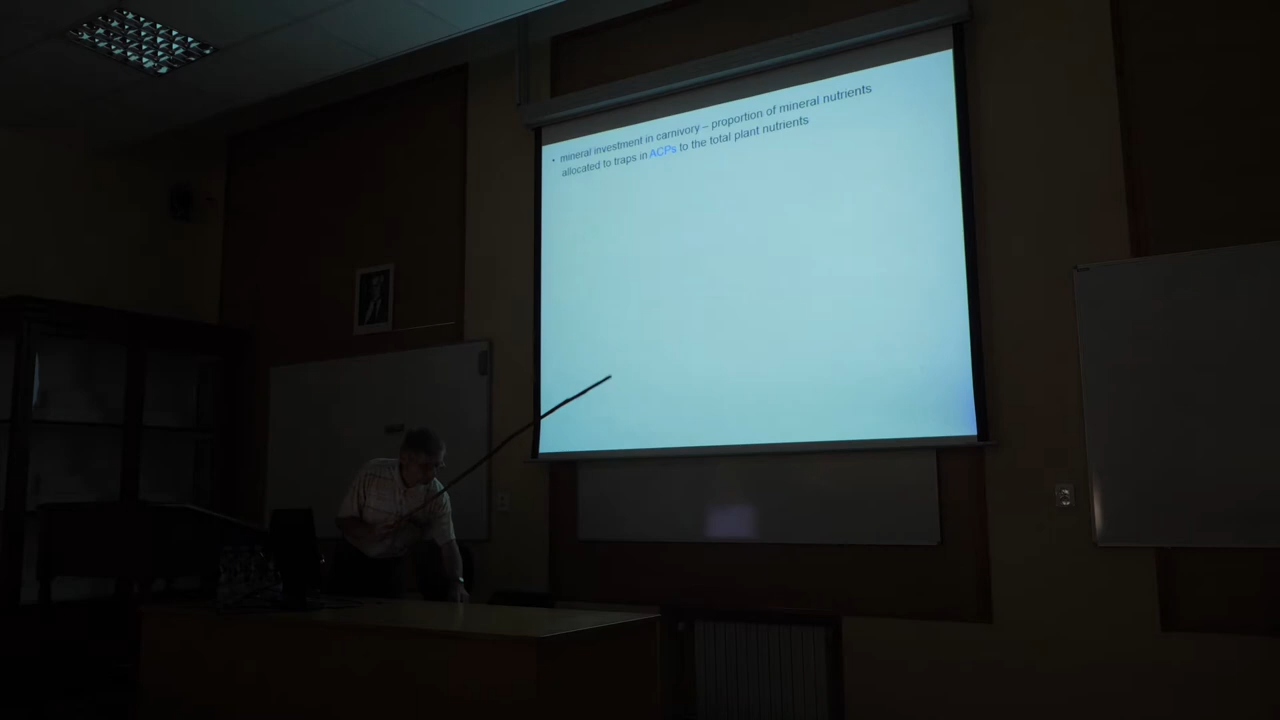 • mineral investment in carnivory – proportion of mineral nutrients
allocated to traps in ACPs to the total plant nutrients